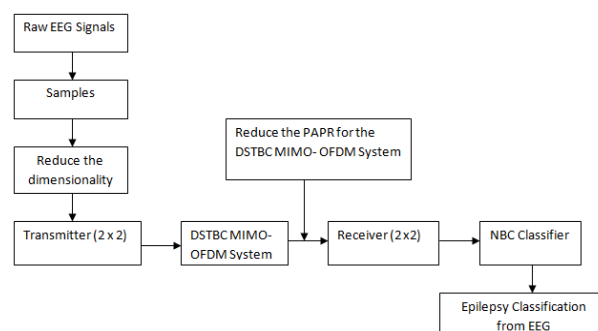 Raw EEG Signals
Samples
Reduce the
dimensionality
Reduce the PAPR for the
DSTBC MIMO- OFDM System
Transmitter (2 x 2)
DSTBC MIMO-
OFDM System
Receiver (2 x2)
NBC Classifier
Epilepsy Classification
from EEG